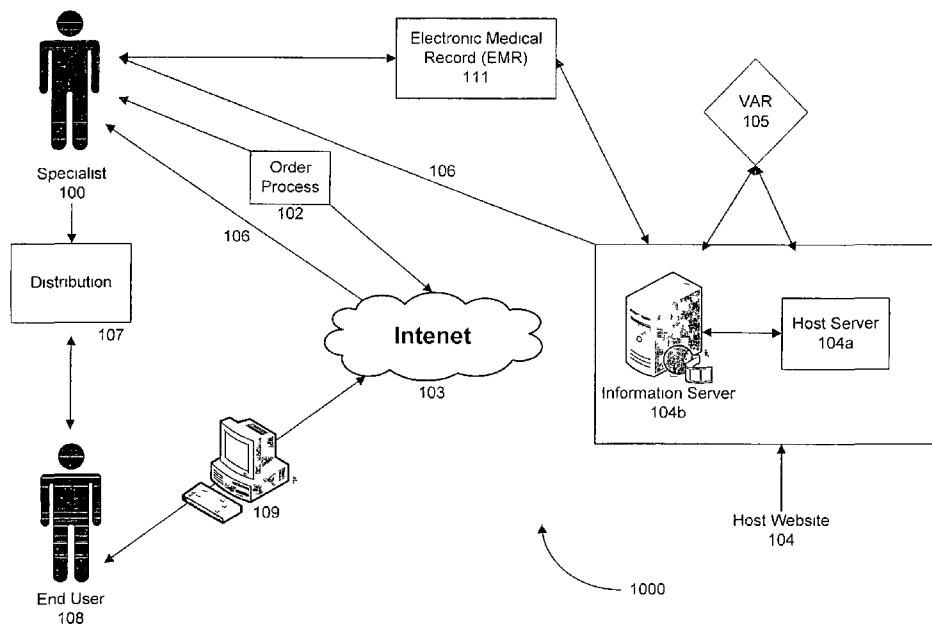 Electronic Medical
Record (EMR)
111
VAR
105
Specialist
100
Order
Process
102
106
106
Distribution
107
Intenet
103
Host Server
104a
Information Server
104b
109
Host Website
104
End User
108
1000